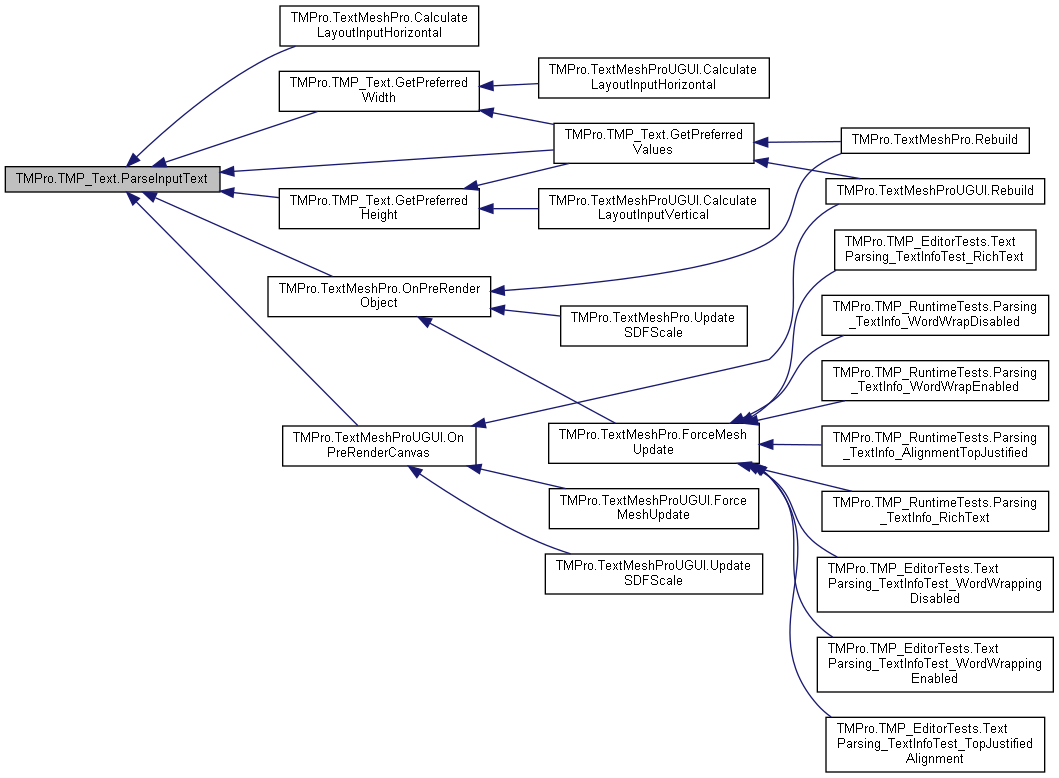 TMPro.TextMeshPro.Calculate
LayoutInputHorizontal
TMPro.TMP_Text.GetPreferred
Width
TMPro.TextMeshProUGUI.Calculate
LayoutInputHorizontal
TMPro.TMP_Text.GetPreferred
Values
TMPro.TextMeshPro.Rebuild
TMPro.TMP_Text.ParseInputText
TMPro.TextMeshProUGUI.Rebuild
TMPro.TMP_Text.GetPreferred
Height
TMPro.TextMeshProUGUI.Calculate
LayoutInputVertical
TMPro.TMP_EditorTests.Text
Parsing_TextInfoTest_RichText
TMPro.TextMeshPro.OnPreRender
Object
TMPro.TextMeshPro.Update
SDFScale
TMPro.TMP_RuntimeTests.Parsing
_TextInfo_WordWrapDisabled
TMPro.TMP_RuntimeTests.Parsing
_TextInfo_WordWrapEnabled
TMPro.TextMeshProUGUI.On
PreRenderCanvas
TMPro.TextMeshPro.ForceMesh
Update
TMPro.TMP_RuntimeTests.Parsing
_TextInfo_AlignmentTopJustified
TMPro.TextMeshProUGUI.Force
MeshUpdate
TMPro.TMP_RuntimeTests.Parsing
_TextInfo_RichText
TMPro.TextMeshProUGUI.Update
SDFScale
TMPro.TMP_EditorTests.Text
Parsing_TextInfoTest_WordWrapping
Disabled
TMPro.TMP_EditorTests.Text
Parsing_TextInfoTest_WordWrapping
Enabled
TMPro.TMP_EditorTests.Text
Parsing_TextInfoTest_TopJustified
Alignment